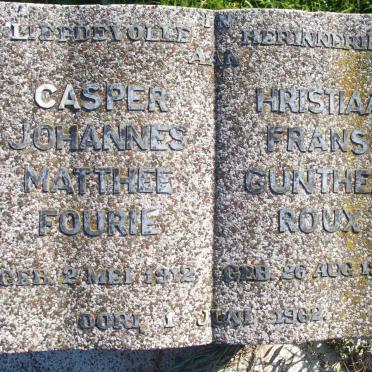 IN
LIEFDEVOLLE HERINNERIN
AAN
CASPER
JOHANNES
MATTHEE
FOURIE
GEB. 2 MEI 1912
HRISTIAA
FRANS
GUNTHE
ROUX
GEB. 26 AUG
OORL. 1 JUNI 1962.